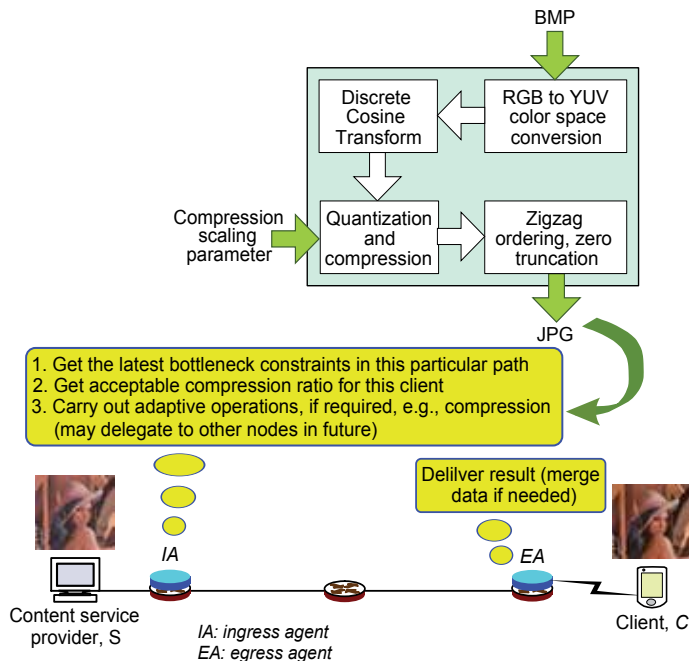 BMP
Discrete
Cosine
Transform
RGB to YUV
color space
conversion
Compression
scaling
parameter
Quantization
and
compression
Zigzag
ordering, zero
truncation
JPG
1. Get the latest bottleneck constraints in this particular path
2. Get acceptable compression ratio for this client
3. Carry out adaptive operations, if required, e.g., compression
(may delegate to other nodes in future)
Delilver result (merge
data if needed)
IA
EA
Content service
provider, S
IA: ingress agent
EA: egress agent
Client, C